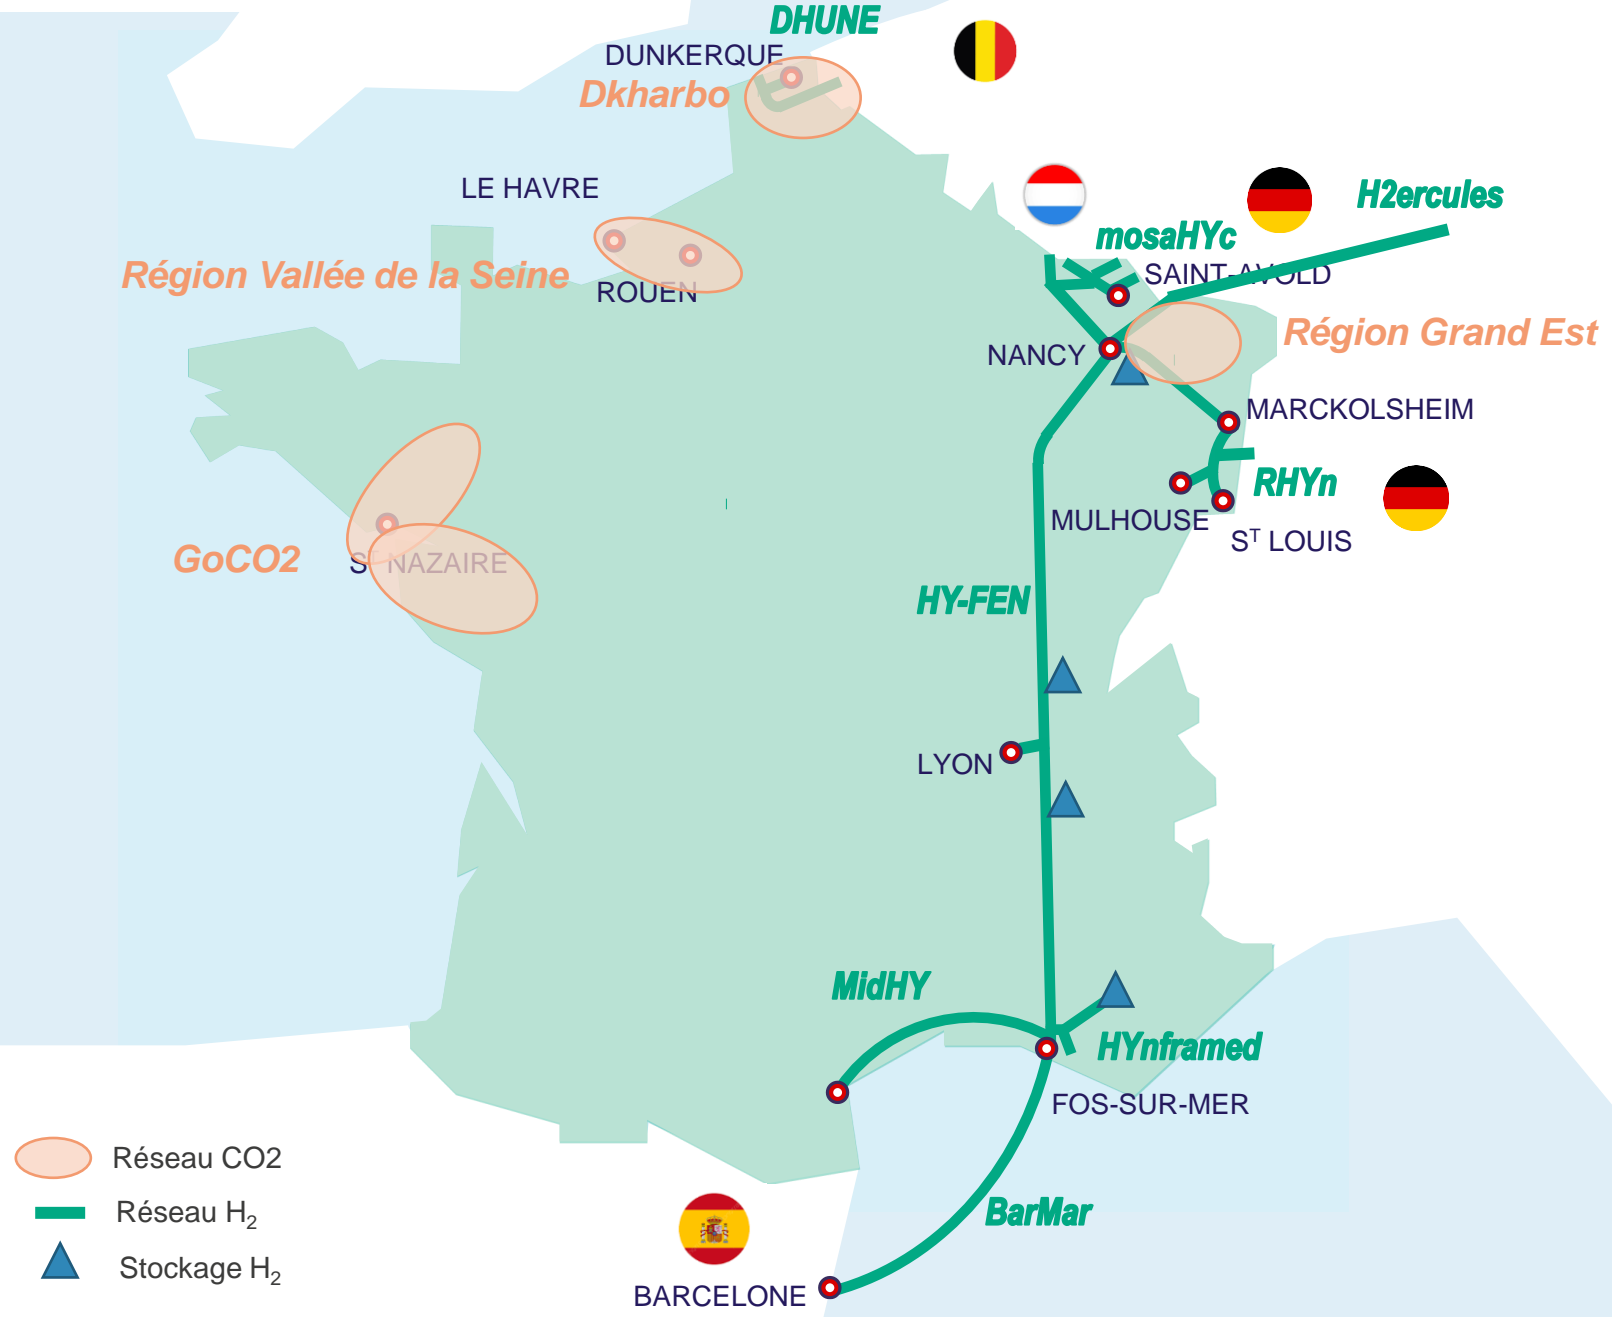 DHUNE
DUNKERQUE
Dkharbo
LE HAVRE
H2ercules
mosaHYc
SAINT-AVOLD
Région Vallée de la Seine
ROUEN
Région Grand Est
NANCY
MARCKOLSHEIM
RHYn
MULHOUSE
Sᵀ LOUIS
GoCO2
Sᵀ NAZAIRE
HY-FEN
LYON
MidHY
HYnframed
FOS-SUR-MER
Réseau CO2
Réseau H₂
BarMar
Stockage H₂
BARCELONE